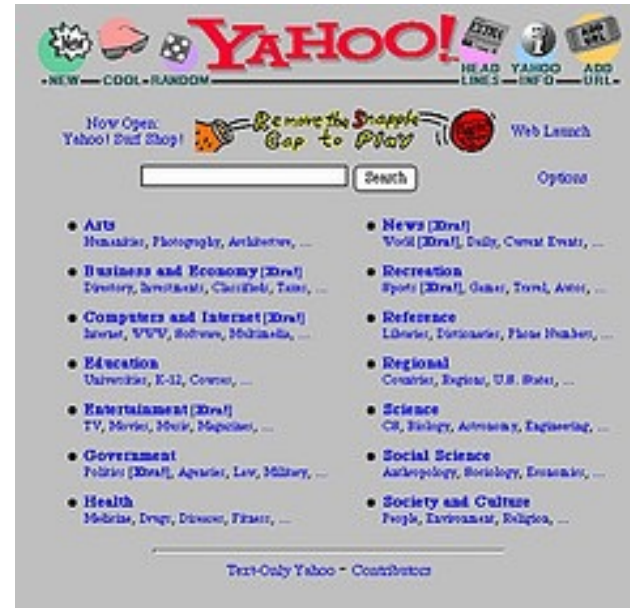 New
EXTRA
i
ADD URL
YAHOO!
NEW COOL RANDOM
HEAD LINES YAHOO INFO ADD URL
Now Open: Yahoo! Surf Shop!
Remove the Snapple Cap to Play
Web Launch
Search
Options
Arts
Humanities, Photography, Architecture, ...
Business and Economy [Xtra!]
Directory, Investments, Classifieds, Taxes, ...
Computers and Internet [Xtra!]
Internet, WWW, Software, Multimedia, ...
Education
Universities, K-12, Courses, ...
Entertainment [Xtra!]
TV, Movies, Music, Magazines, ...
Government
Politics [Xtra!], Agencies, Law, Military, ...
Health
Medicine, Drugs, Diseases, Fitness, ...
News [Xtra!]
World [Xtra!], Daily, Current Events, ...
Recreation
Sports [Xtra!], Games, Travel, Autos, ...
Reference
Libraries, Dictionaries, Phone Numbers, ...
Regional
Countries, Regions, U.S. States, ...
Science
CS, Biology, Astronomy, Engineering, ...
Social Science
Anthropology, Sociology, Economics, ...
Society and Culture
People, Environment, Religion, ...
Text-Only Yahoo - Contributors